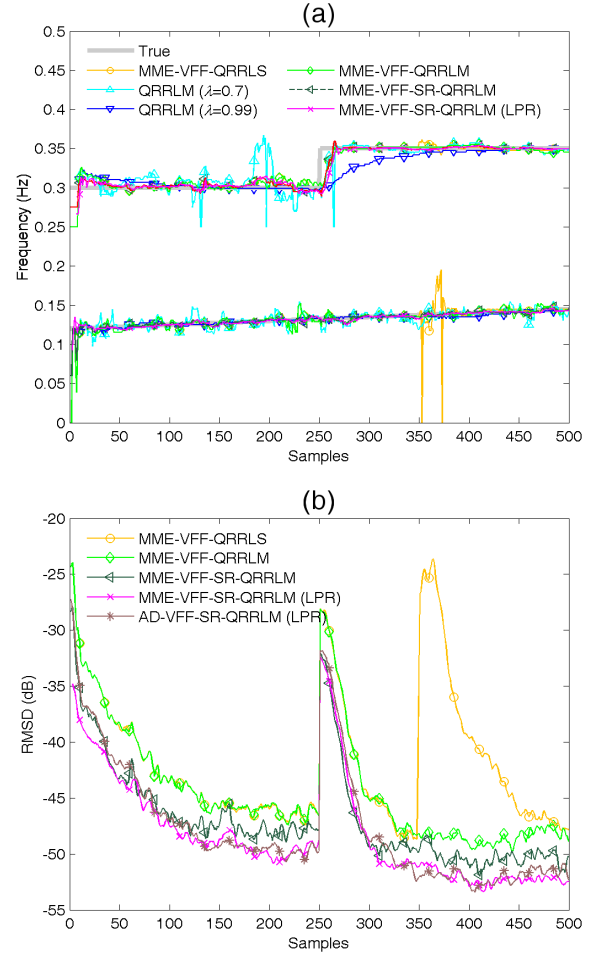 (a)
0.5
0.45
0.4
0.35
0.3
0.25
0.2
0.15
0.1
0.05
0
Frequency (Hz)
True
MME-VFF-QRRLS
QRRLM (λ=0.7)
QRRLM (λ=0.99)
MME-VFF-QRRLM
MME-VFF-SR-QRRLM
MME-VFF-SR-QRRLM (LPR)
0 50 100 150 200 250 300 350 400 450 500
Samples
(b)
-20
-25
-30
-35
-40
-45
-50
-55
RMSD (dB)
MME-VFF-QRRLS
MME-VFF-QRRLM
MME-VFF-SR-QRRLM
MME-VFF-SR-QRRLM (LPR)
AD-VFF-SR-QRRLM (LPR)
0 50 100 150 200 250 300 350 400 450 500
Samples